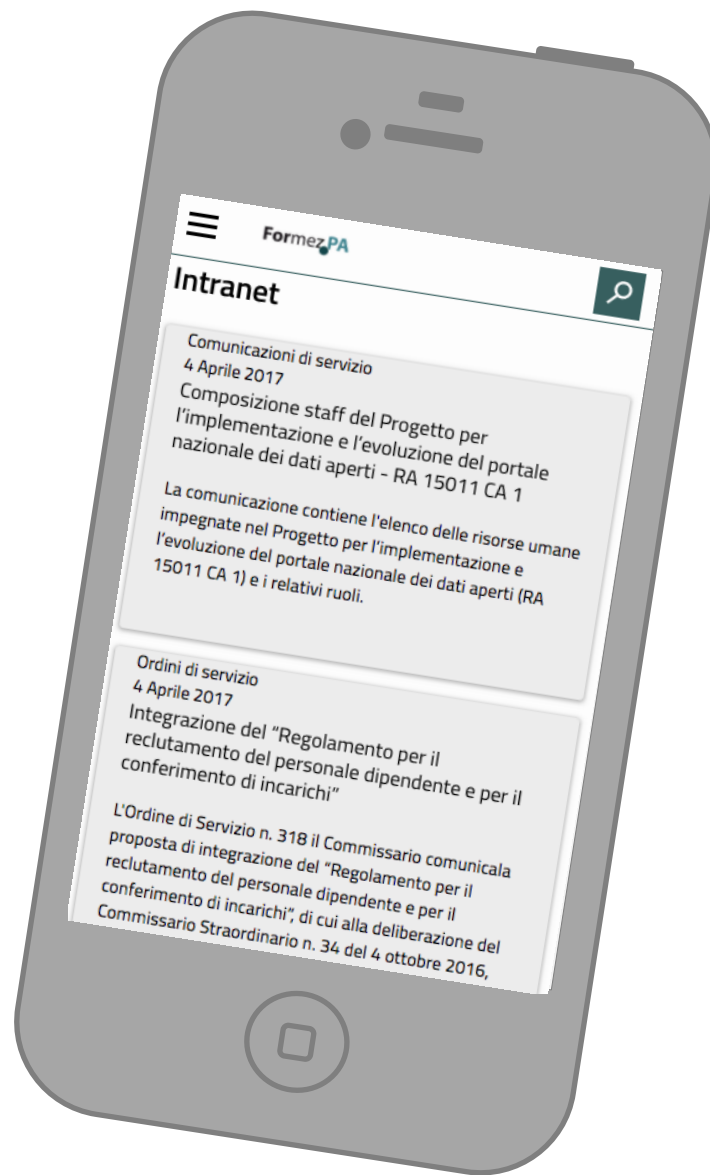 Formez PA
Intranet
Comunicazioni di servizio
4 Aprile 2017
Composizione staff del Progetto per
l'implementazione e l'evoluzione del portale
nazionale dei dati aperti - RA 15011 CA 1
La comunicazione contiene l'elenco delle risorse umane
impegnate nel Progetto per l'implementazione e
l'evoluzione del portale nazionale dei dati aperti (RA
15011 CA 1) e i relativi ruoli.
Ordini di servizio
4 Aprile 2017
Integrazione del “Regolamento per il
reclutamento del personale dipendente e per il
conferimento di incarichi”
L'Ordine di Servizio n. 318 il Commissario comunicala
proposta di integrazione del “Regolamento per il
reclutamento del personale dipendente e per il
conferimento di incarichi”, di cui alla deliberazione del
Commissario Straordinario n. 34 del 4 ottobre 2016,